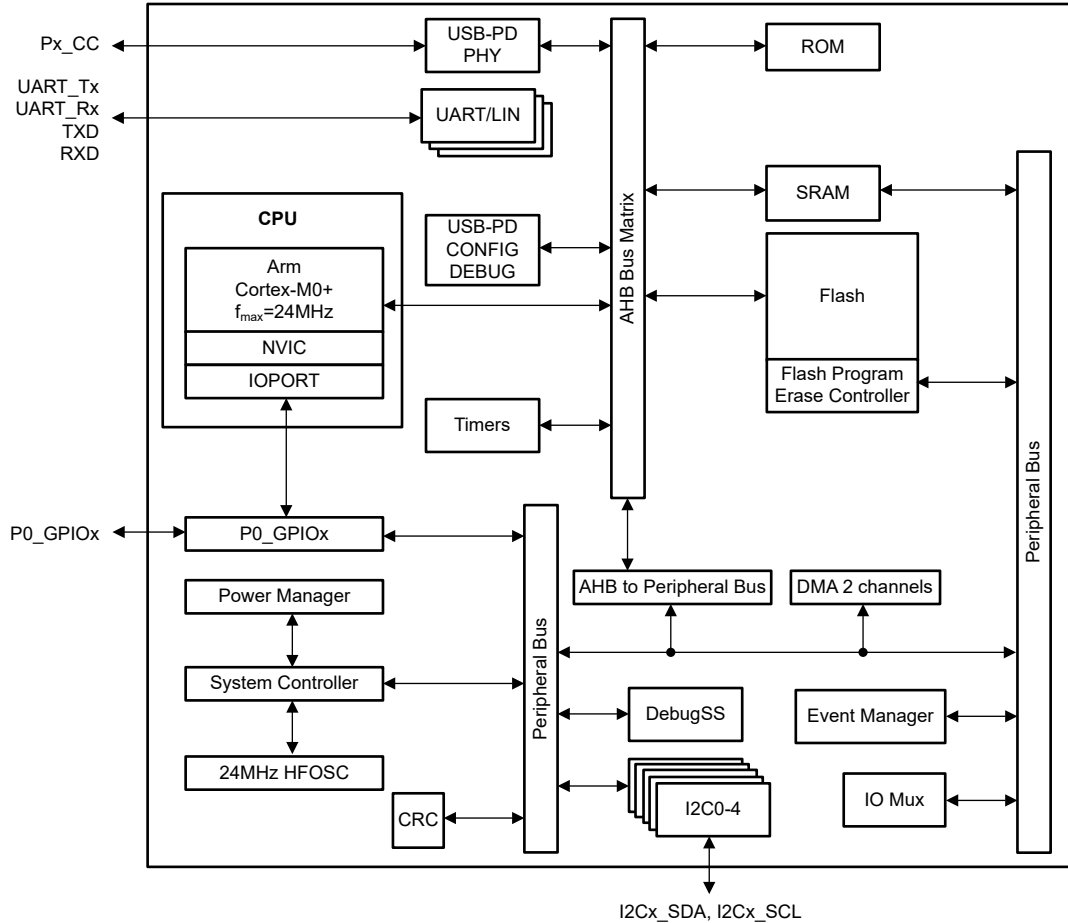 Px_CC
USB-PD
PHY
ROM
UART_Tx
UART_Rx
TXD
RXD
UART/LIN
AHB Bus Matrix
SRAM
CPU
Arm
Cortex-M0+
fmax=24MHz
NVIC
IOPORT
USB-PD
CONFIG
DEBUG
Flash
Flash Program
Erase Controller
Timers
Peripheral Bus
P0_GPIOx
P0_GPIOx
Power Manager
System Controller
24MHz HFOSC
CRC
Peripheral Bus
AHB to Peripheral Bus
DMA 2 channels
DebugSS
Event Manager
I2C0-4
IO Mux
I2Cx_SDA, I2Cx_SCL